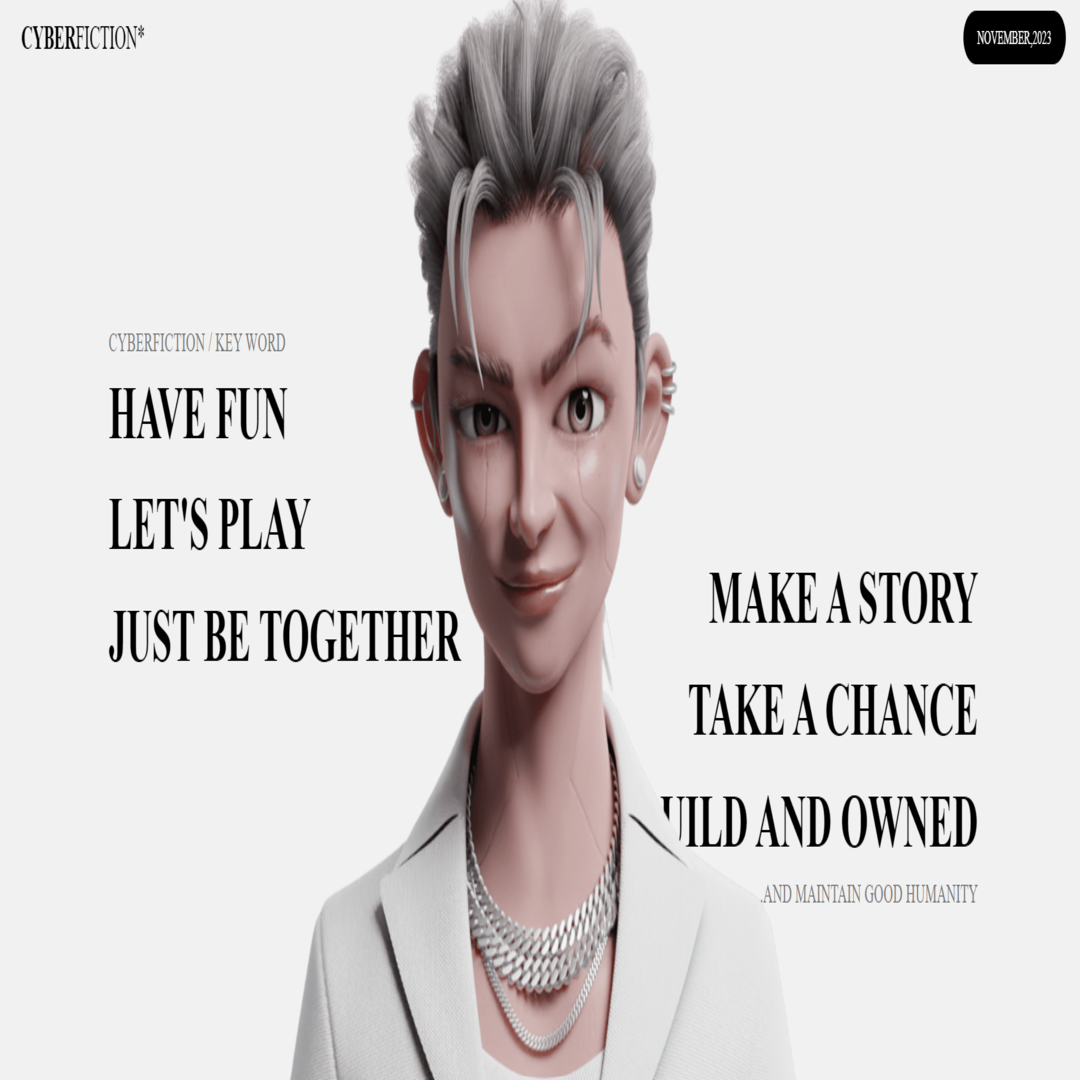 CYBERFICTION*
NOVEMBER,2023
CYBERFICTION / KEY WORD
HAVE FUN
LET'S PLAY
JUST BE TOGETHER
MAKE A STORY
TAKE A CHANCE
UILD AND OWNED
..AND MAINTAIN GOOD HUMANITY